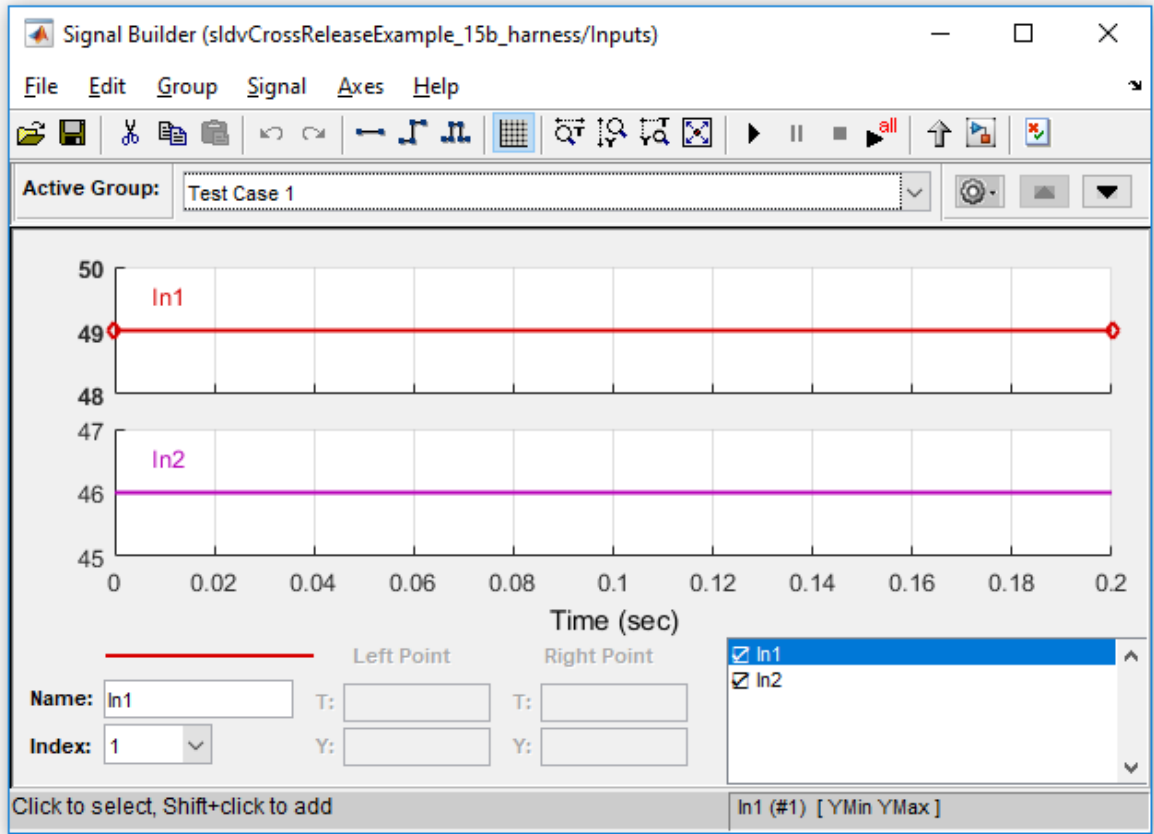 Signal Builder (sldvCrossReleaseExample_15b_harness/Inputs)
File Edit Group Signal Axes Help
all
Active Group: Test Case 1
50
In1
49
48
47
In2
46
45
0 0.02 0.04 0.06 0.08 0.1 0.12 0.14 0.16 0.18 0.2
Time (sec)
Left Point Right Point In1
In2
Name: In1 T: T:
Index: 1 Y: Y:
Click to select, Shift+click to add In1 (#1) [ YMin YMax ]